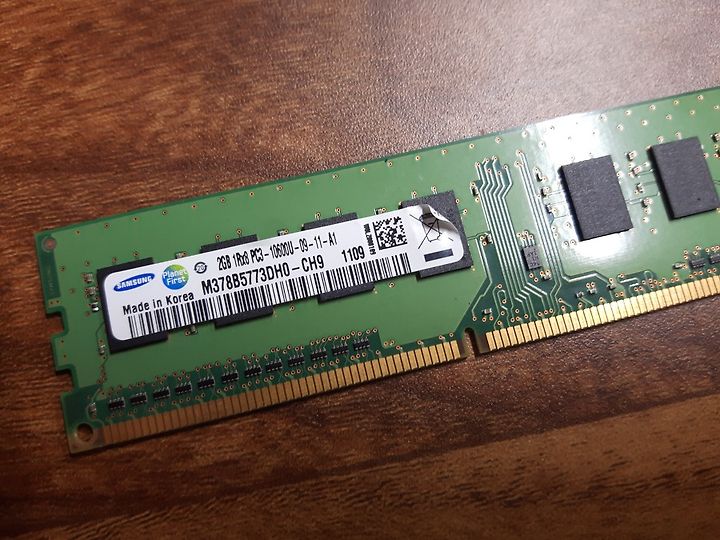 SAMSUNG
Planet First
2GB 1Rx8 PC3-10600U-09-11-A1
M378B5773DH0-CH9 1109
Made in Korea